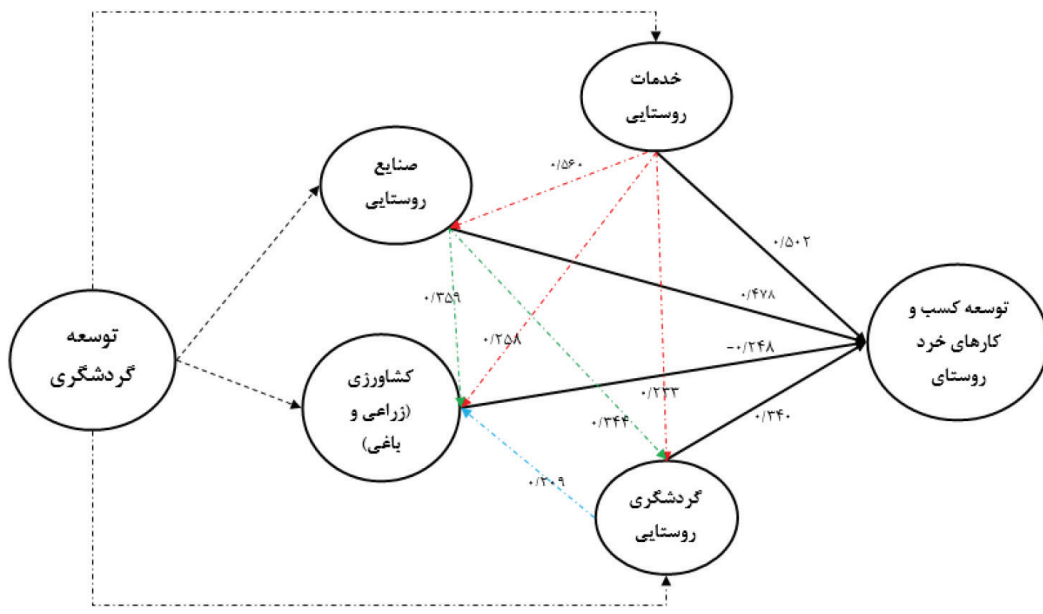 خدمات
روستایی
صنایع
روستایی
۰/۵۶۰
۰/۵۰۲
توسعه کسب و
کارهای خرد
روستای
۰/۴۷۸
۰/۳۵۹
۰/۲۵۸
-۰/۲۴۸
توسعه
گردشگری
کشاورزی
(زراعی و
باغی)
۰/۲۳۳
۰/۳۴۴
۰/۳۴۰
۰/۲۰۹
گردشگری
روستایی